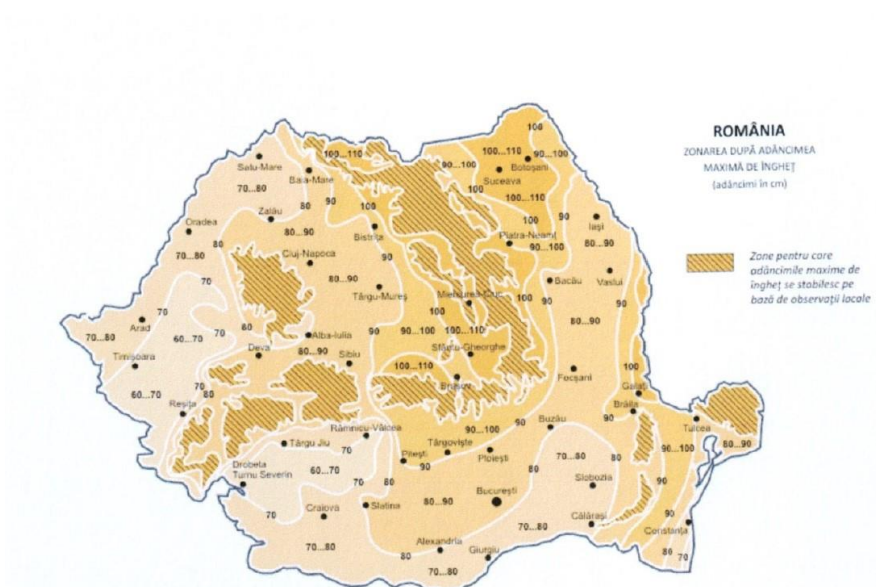 ROMÂNIA
ZONAREA DUPĂ ADÂNCIMEA
MAXIMĂ DE ÎNGHEȚ
(adâncimi în cm)
Zone pentru care
adâncimile maxime de
îngheț se stabilesc pe
bază de observații locale
100
100...110
100...110
90...100
Botoșani
Satu-Mare
90...100
Suceava
Baia-Mare
70...80
100...110
80
90
100
Zalău
100
90
Oradea
80...90
Bistrița
Iași
80
Piatra-Neamț
90...100
80...90
70...80
90
Cluj-Napoca
70
80...90
Bacău
Vaslui
Târgu-Mureș
Miercurea-Ciuc
100
90
70
100
80...90
Arad
80
90
90...100
100...110
70...80
60...70
Alba-Iulia
Deva
80...90
Sfântu-Gheorghe
Timișoara
Sibiu
100...110
100
70
Focșani
80
Brașov
60...70
Galați
Reșița
Brăila
90
90
Buzău
Râmnicu-Vâlcea
90...100
Tulcea
Târgu Jiu
Târgoviște
80...90
70
Pitești
Ploiești
70...80
80
90...100
Drobeta
Turnu Severin
60...70
90
80
70
80
Slobozia
București
90
80...90
Slatina
Craiova
70
Călărași
90
70...80
Constanța
70...80
Alexandria
80
Giurgiu
80
70
70...80